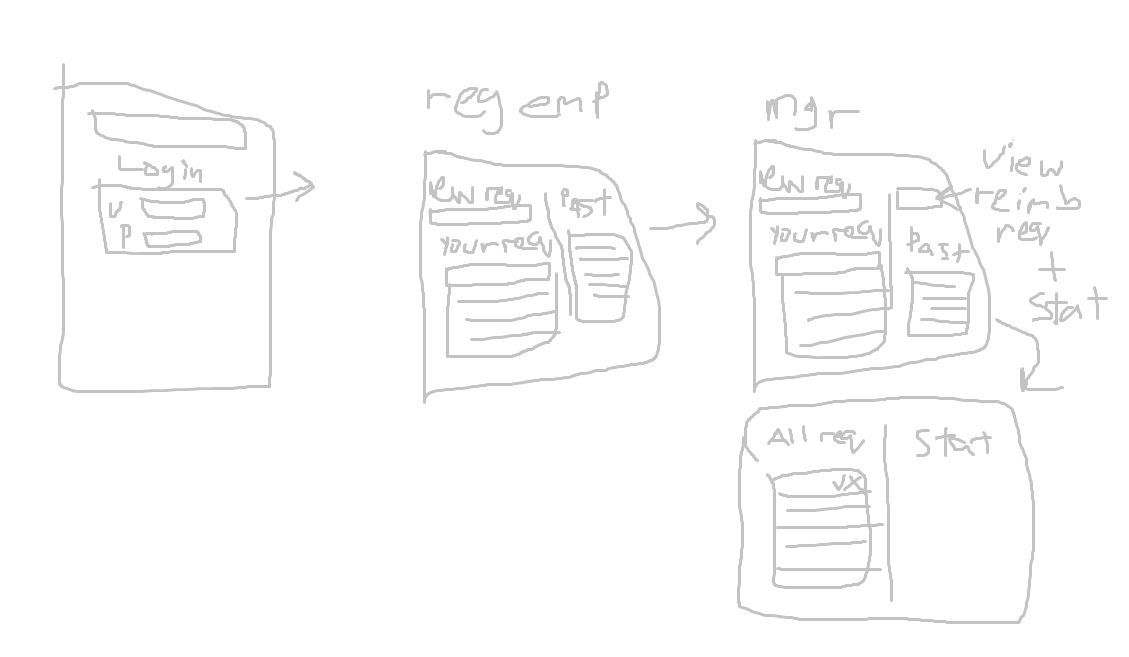 Login
U
P
reg emp
new req
Past
your req
mgr
new req
your req
Past
view
reimb
req
+
Stat
All req
Stat
VX